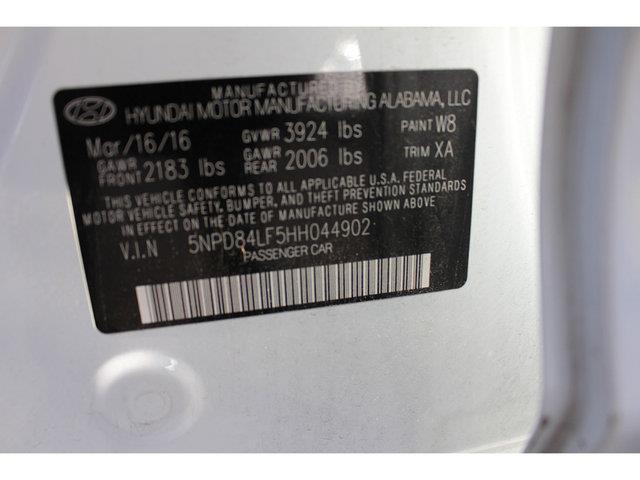 MANUFACTURED BY
HYUNDAI MOTOR MANUFACTURING ALABAMA, LLC
Mar/16/16 GVWR 3924 lbs PAINT W8
GAWR FRONT 2183 lbs GAWR REAR 2006 lbs TRIM XA
THIS VEHICLE CONFORMS TO ALL APPLICABLE U.S.A. FEDERAL
MOTOR VEHICLE SAFETY, BUMPER, AND THEFT PREVENTION STANDARDS
IN EFFECT ON THE DATE OF MANUFACTURE SHOWN ABOVE
V.I.N 5NPD84LF5HH044902
PASSENGER CAR